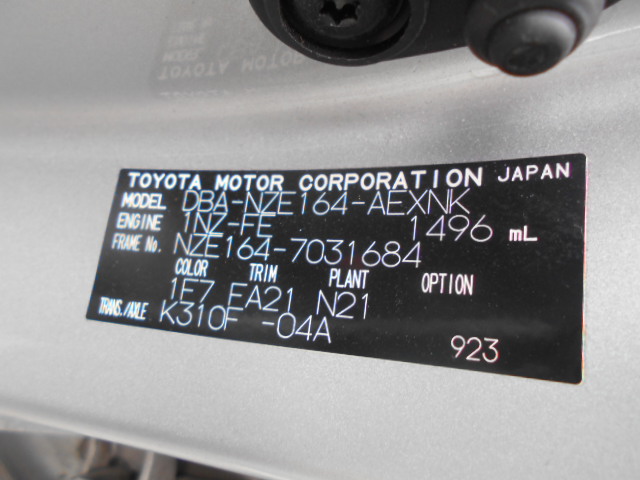 TOYOTA MOTOR CORPORATION JAPAN
MODEL DBA-NZE164-AEXNK
ENGINE 1NZ-FE 1496 mL
FRAME No. NZE164-7031684
COLOR TRIM PLANT OPTION
1F7 FA21 N21
TRANS./AXLE K310F -04A
923